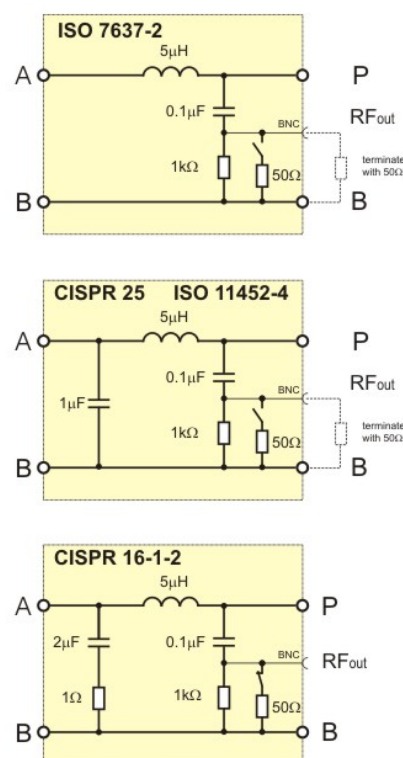 ISO 7637-2
5μH
A
P
0.1μF
BNC
RFout
1kΩ
50Ω
terminate
with 50Ω
B
B
CISPR 25 ISO 11452-4
5μH
A
P
0.1μF
RFout
1μF
BNC
1kΩ
50Ω
terminate
with 50Ω
B
B
CISPR 16-1-2
5μH
A
P
2μF
0.1μF
BNC
RFout
1Ω
1kΩ
50Ω
B
B